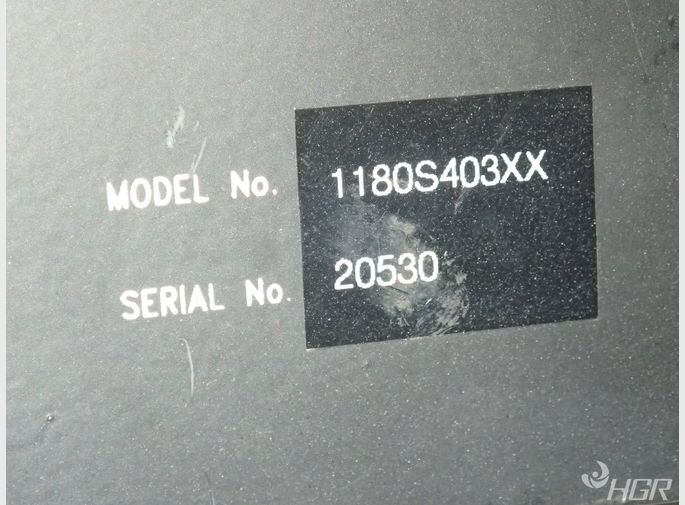 MODEL No. 1180S403XX
SERIAL No. 20530
HGR